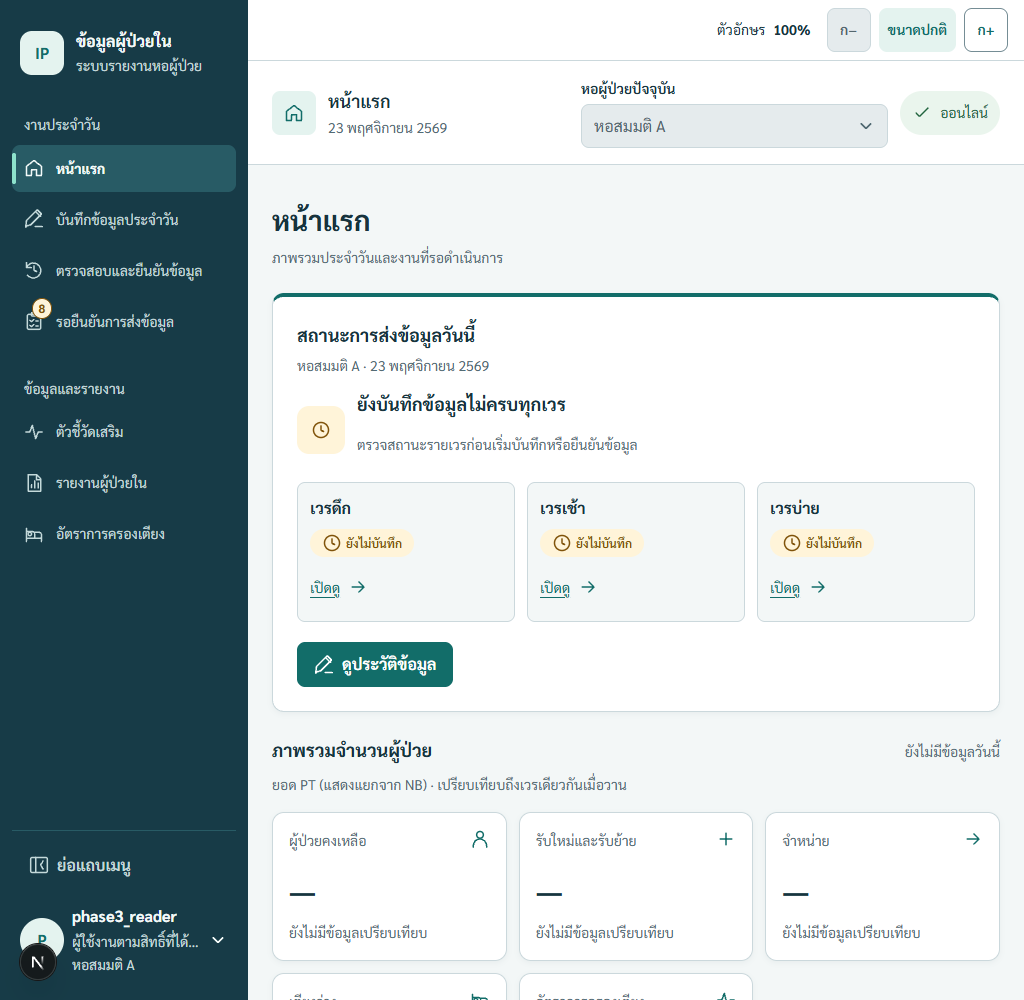 IP
ข้อมูลผู้ป่วยใน
ระบบรายงานหอผู้ป่วย
งานประจำวัน
หน้าแรก
บันทึกข้อมูลประจำวัน
ตรวจสอบและยืนยันข้อมูล
8
รอยืนยันการส่งข้อมูล
ข้อมูลและรายงาน
ตัวชี้วัดเสริม
รายงานผู้ป่วยใน
อัตราการครองเตียง
ย่อแถบเมนู
P
N
phase3_reader
ผู้ใช้งานตามสิทธิ์ที่ได้...
หอสมมติ A
ตัวอักษร 100% ก− ขนาดปกติ ก+
หน้าแรก
23 พฤศจิกายน 2569
หอผู้ป่วยปัจจุบัน
หอสมมติ A
ออนไลน์
หน้าแรก
ภาพรวมประจำวันและงานที่รอดำเนินการ
สถานะการส่งข้อมูลวันนี้
หอสมมติ A · 23 พฤศจิกายน 2569
ยังบันทึกข้อมูลไม่ครบทุกเวร
ตรวจสถานะรายเวรก่อนเริ่มบันทึกหรือยืนยันข้อมูล
เวรดึก
ยังไม่บันทึก
เปิดดู
เวรเช้า
ยังไม่บันทึก
เปิดดู
เวรบ่าย
ยังไม่บันทึก
เปิดดู
ดูประวัติข้อมูล
ภาพรวมจำนวนผู้ป่วย
ยังไม่มีข้อมูลวันนี้
ยอด PT (แสดงแยกจาก NB) · เปรียบเทียบถึงเวรเดียวกันเมื่อวาน
ผู้ป่วยคงเหลือ
—
ยังไม่มีข้อมูลเปรียบเทียบ
รับใหม่และรับย้าย
—
ยังไม่มีข้อมูลเปรียบเทียบ
จำหน่าย
—
ยังไม่มีข้อมูลเปรียบเทียบ